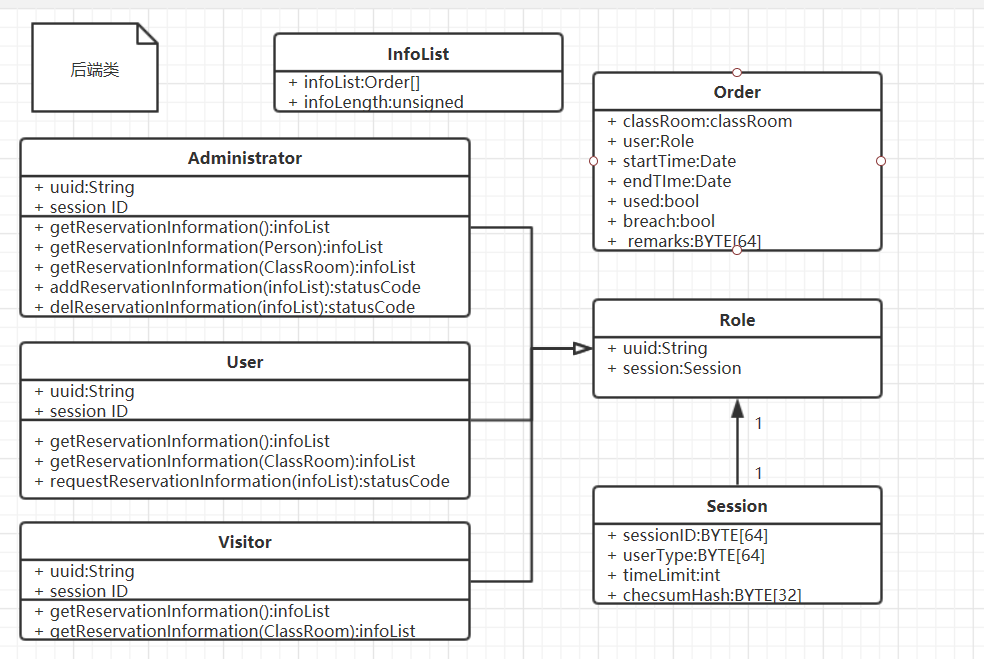 后端类
InfoList
+ infoList:Order[]
+ infoLength:unsigned
Order
+ classRoom:classRoom
+ user:Role
+ startTime:Date
+ endTIme:Date
+ used:bool
+ breach:bool
+ remarks:BYTE[64]
Administrator
+ uuid:String
+ session ID
+ getReservationInformation():infoList
+ getReservationInformation(Person):infoList
+ getReservationInformation(ClassRoom):infoList
+ addReservationInformation(infoList):statusCode
+ delReservationInformation(infoList):statusCode
Role
+ uuid:String
+ session:Session
User
+ uuid:String
+ session ID
+ getReservationInformation():infoList
+ getReservationInformation(ClassRoom):infoList
+ requestReservationInformation(infoList):statusCode
1
1
Session
+ sessionID:BYTE[64]
+ userType:BYTE[64]
+ timeLimit:int
+ checsumHash:BYTE[32]
Visitor
+ uuid:String
+ session ID
+ getReservationInformation():infoList
+ getReservationInformation(ClassRoom):infoList